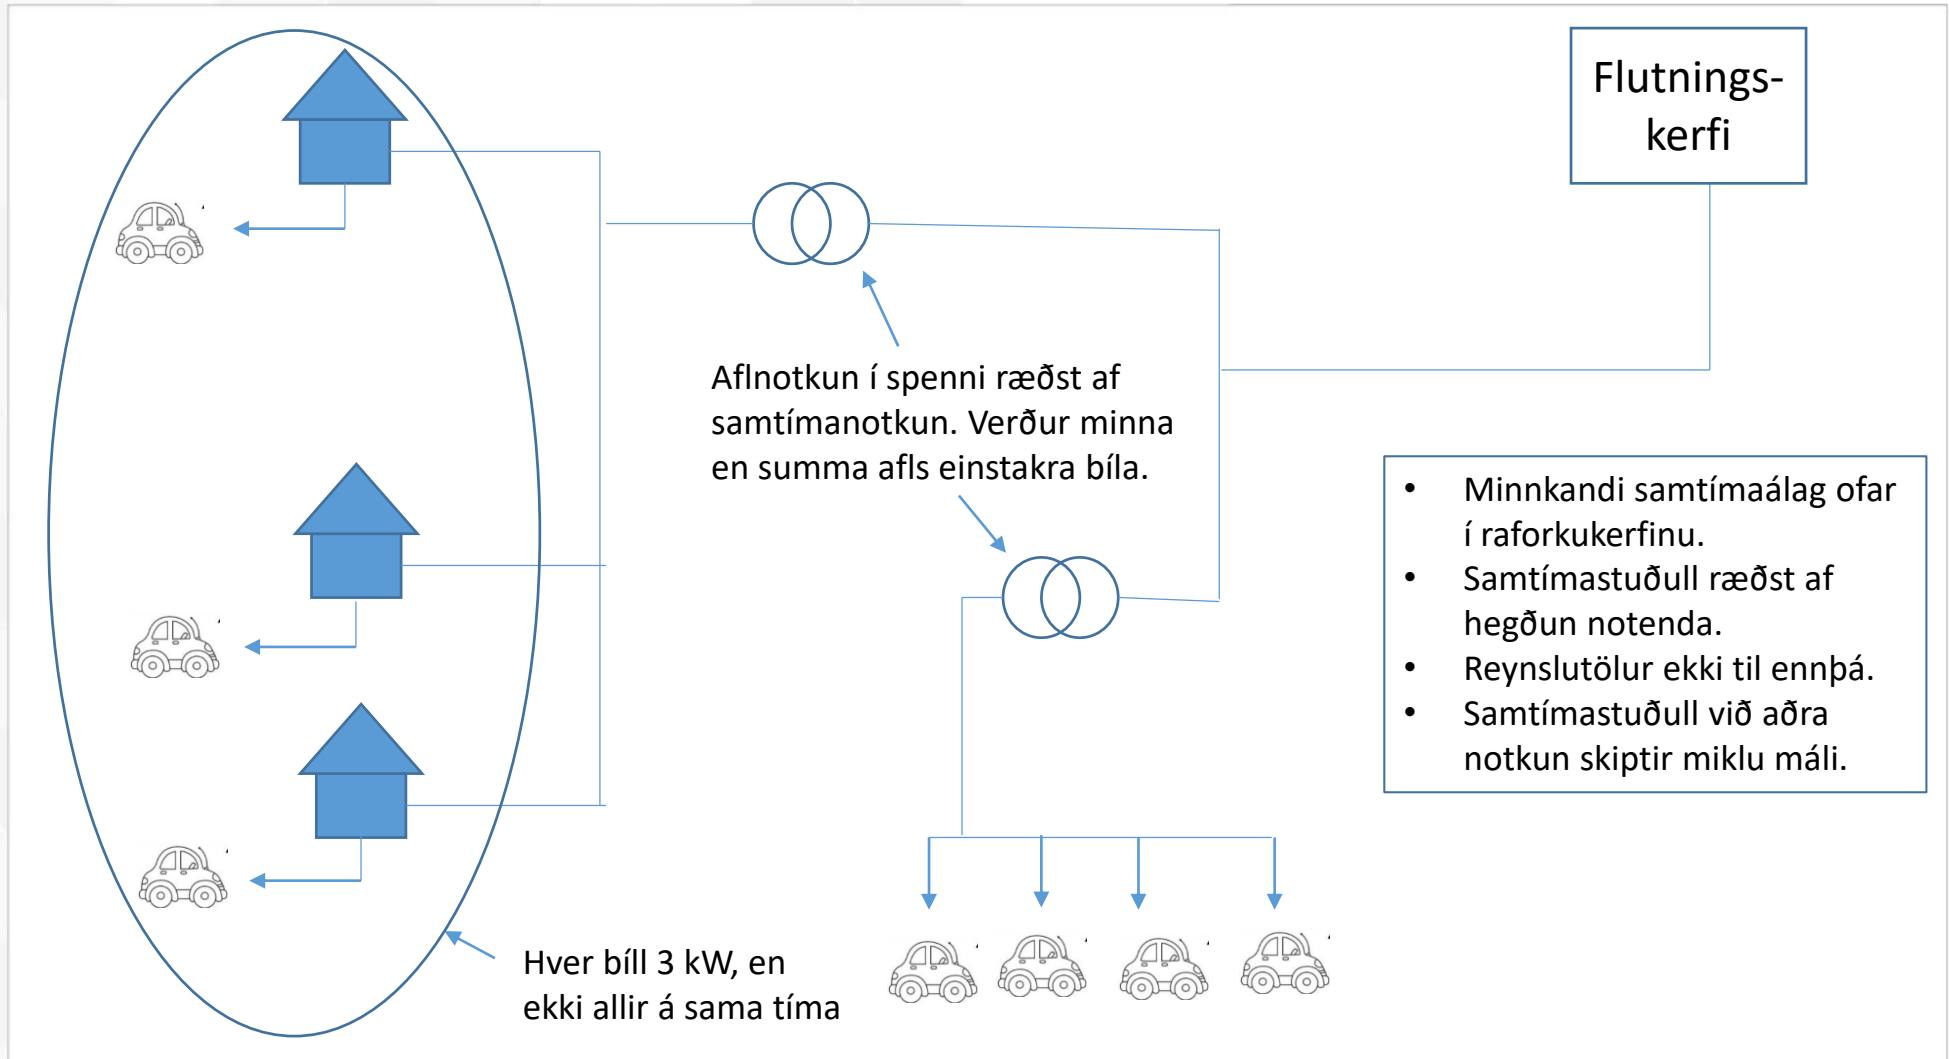 Flutnings-
kerfi
Aflnotkun í spenni ræðst af
samtímanotkun. Verður minna
en summa afls einstakra bíla.
• Minnkandi samtímaálag ofar
í raforkukerfinu.
• Samtímastuðull ræðst af
hegðun notenda.
• Reynslutölur ekki til ennþá.
• Samtímastuðull við aðra
notkun skiptir miklu máli.
Hver bíll 3 kW, en
ekki allir á sama tíma